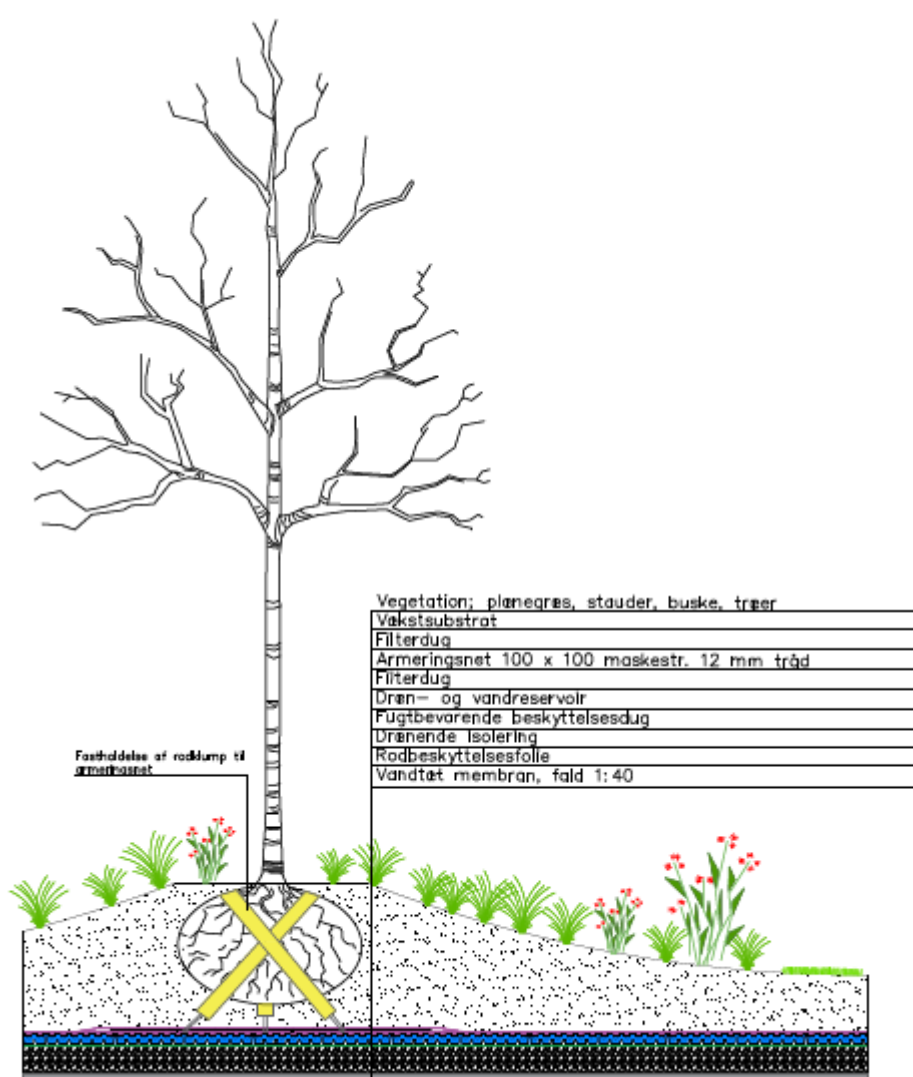 Vegetation; plænegræs, stauder, buske, træer
Vækstsubstrat
Filterdug
Armeringsnet 100 x 100 maskestr. 12 mm tråd
Filterdug
Dræn- og vandreservoir
Fugtbevarende beskyttelsesdug
Drænende isolering
Rodbeskyttelsesfolie
Vandtæt membran, fald 1:40
Fastholdelse af rodklump til
armeringsnet